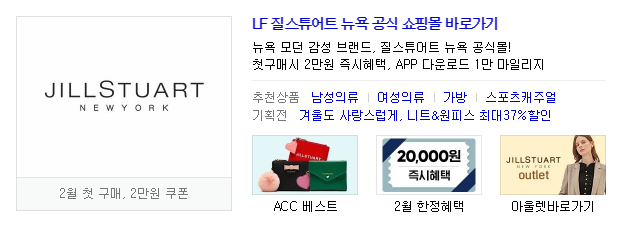 JILLSTUART
NEWYORK
2월 첫 구매, 2만원 쿠폰
LF 질스튜어트 뉴욕 공식 쇼핑몰 바로가기
뉴욕 모던 감성 브랜드, 질스튜어트 뉴욕 공식몰!
첫구매시 2만원 즉시혜택, APP 다운로드 1만 마일리지
추천상품 남성의류 여성의류 가방 스포츠캐주얼
기획전 겨울도 사랑스럽게, 니트&원피스 최대37%할인
JILLSTUART
ACC 베스트
20,000원
즉시혜택
2월 한정혜택
JILLSTUART
NEW YORK
outlet
아울렛바로가기